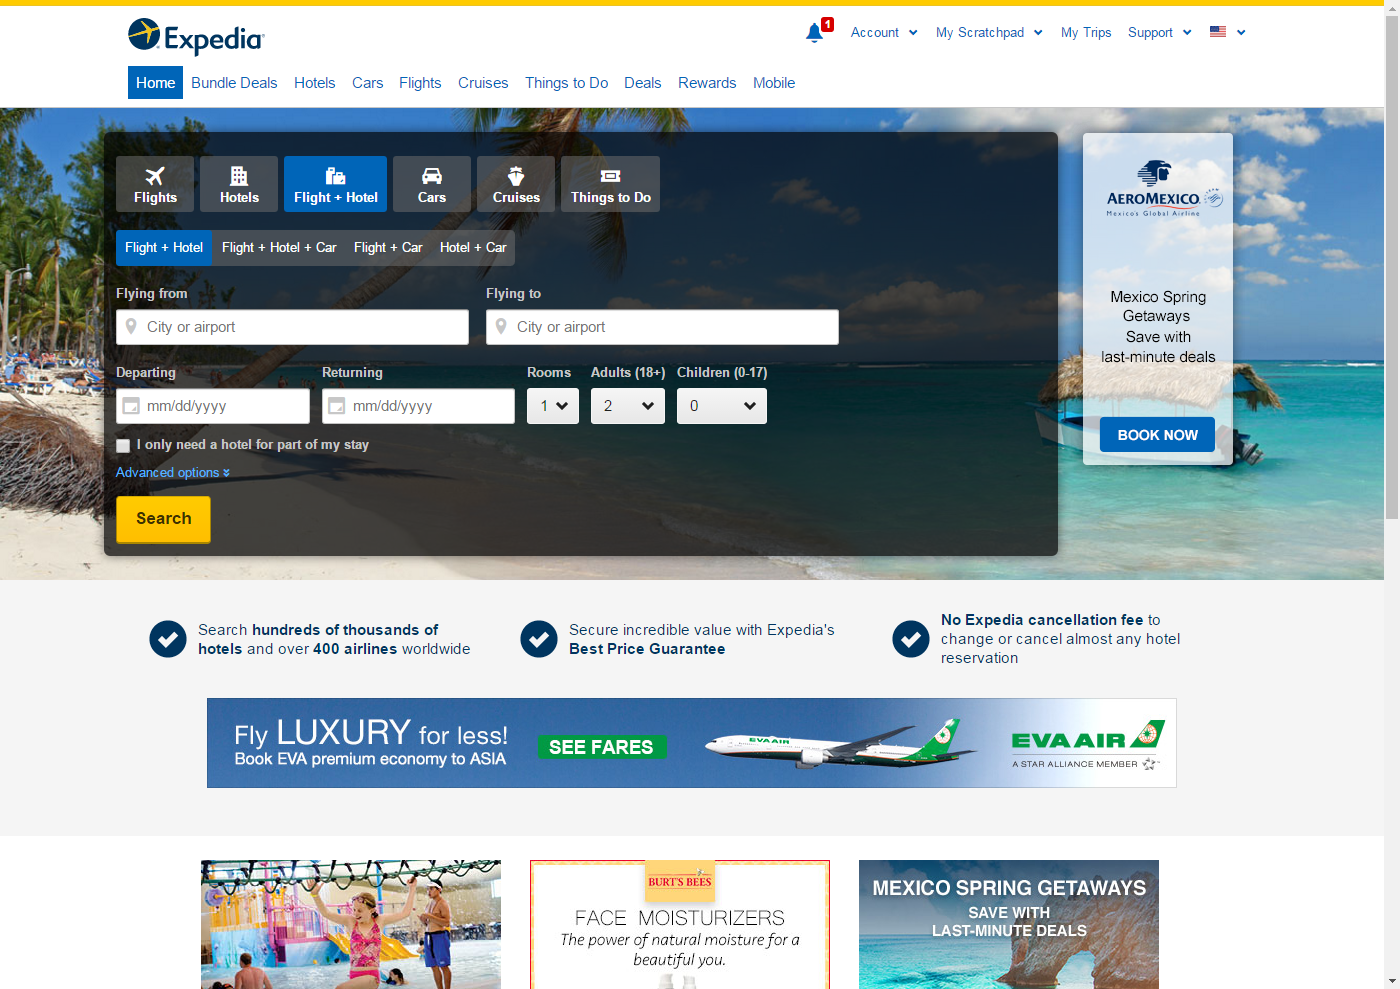 Expedia
1
Account
My Scratchpad
My Trips
Support
Home
Bundle Deals
Hotels
Cars
Flights
Cruises
Things to Do
Deals
Rewards
Mobile
Flights
Hotels
Flight + Hotel
Cars
Cruises
Things to Do
Flight + Hotel
Flight + Hotel + Car
Flight + Car
Hotel + Car
Flying from
Flying to
City or airport
City or airport
Departing
Returning
Rooms
Adults (18+)
Children (0-17)
mm/dd/yyyy
mm/dd/yyyy
1
2
0
I only need a hotel for part of my stay
Advanced options
Search
AEROMEXICO
Mexico's Global Airline
Mexico Spring
Getaways
Save with
last-minute deals
BOOK NOW
Search hundreds of thousands of
hotels and over 400 airlines worldwide
Secure incredible value with Expedia's
Best Price Guarantee
No Expedia cancellation fee to
change or cancel almost any hotel
reservation
Fly LUXURY for less!
Book EVA premium economy to ASIA
SEE FARES
EVA AIR
EVA AIR
A STAR ALLIANCE MEMBER
BURT'S BEES
FACE MOISTURIZERS
The power of natural moisture for a
beautiful you.
MEXICO SPRING GETAWAYS
SAVE WITH
LAST-MINUTE DEALS